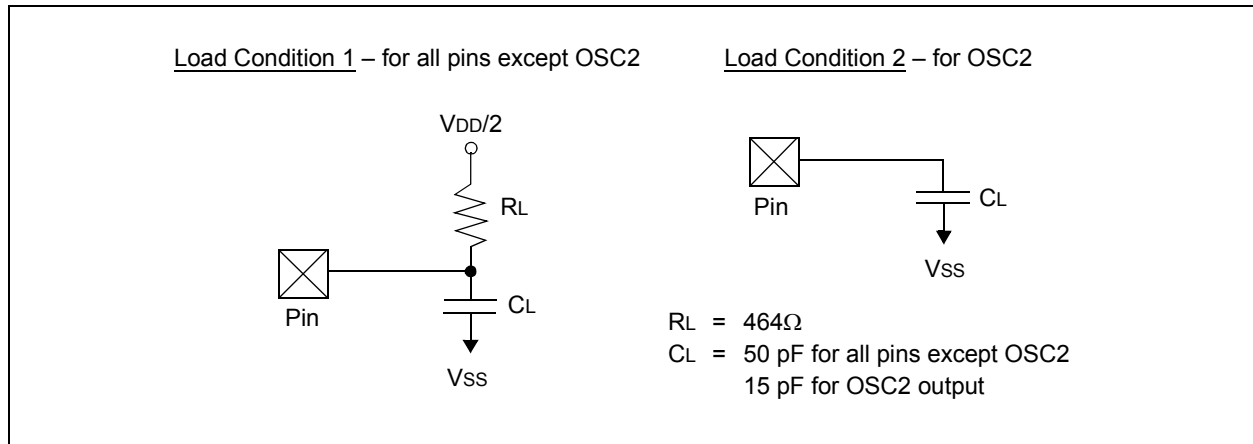 Load Condition 1 – for all pins except OSC2
Load Condition 2 – for OSC2
VDD/2
RL
Pin
CL
VSS
Pin
CL
VSS
RL = 464Ω
CL = 50 pF for all pins except OSC2
15 pF for OSC2 output